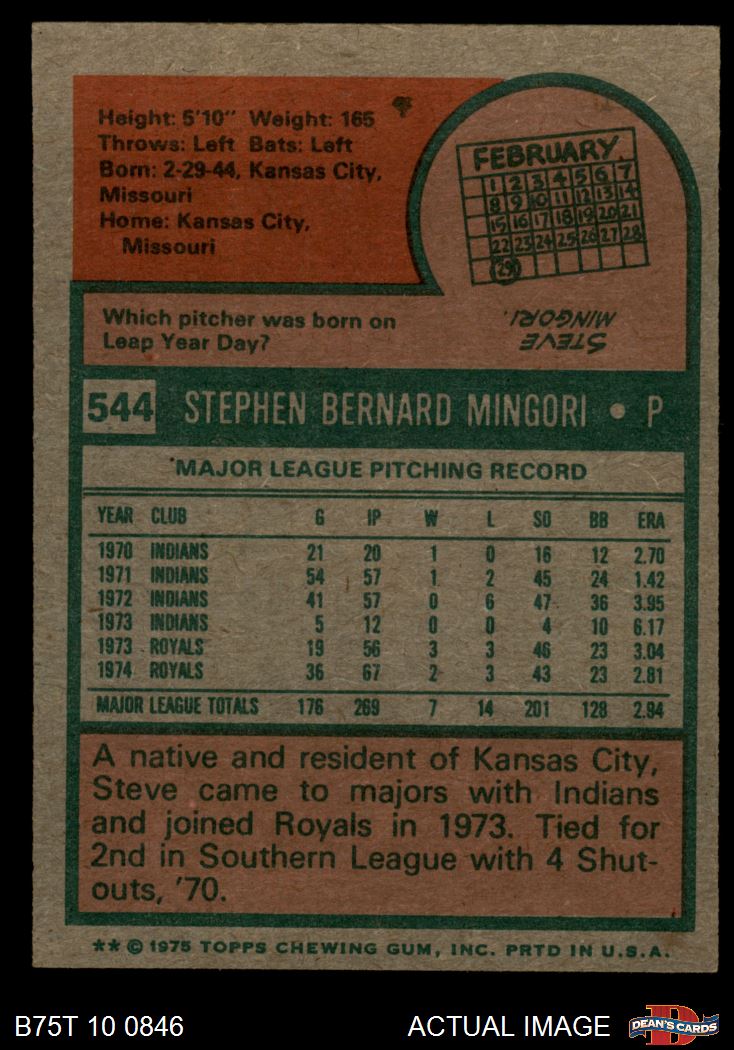 Height: 5'10" Weight: 165
Throws: Left Bats: Left
Born: 2-29-44, Kansas City,
Missouri
Home: Kansas City,
Missouri
FEBRUARY
1 2 3 4 5 6 7
8 9 10 11 12 13 14
15 16 17 18 19 20 21
22 23 24 25 26 27 28
29
Which pitcher was born on
Leap Year Day?
STEVE
MINGORI.
544 STEPHEN BERNARD MINGORI • P
MAJOR LEAGUE PITCHING RECORD
YEAR CLUB G IP W L SO BB ERA
1970 INDIANS 21 20 1 0 16 12 2.70
1971 INDIANS 54 57 1 2 45 24 1.42
1972 INDIANS 41 57 0 6 47 36 3.95
1973 INDIANS 5 12 0 0 4 10 6.17
1973 ROYALS 19 56 3 3 46 23 3.04
1974 ROYALS 36 67 2 3 43 23 2.81
MAJOR LEAGUE TOTALS 176 269 7 14 201 128 2.94
A native and resident of Kansas City,
Steve came to majors with Indians
and joined Royals in 1973. Tied for
2nd in Southern League with 4 Shut-
outs, '70.
** © 1975 TOPPS CHEWING GUM, INC. PRTD IN U.S.A.
B75T 10 0846 ACTUAL IMAGE
D
DEAN'S CARDS